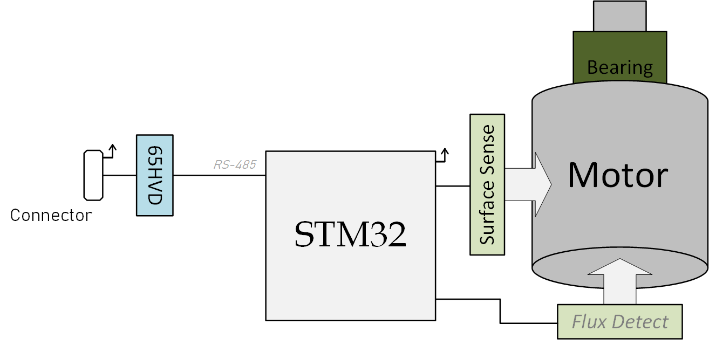 Bearing
65HVD
RS-485
Surface Sense
Motor
Connector
STM32
Flux Detect